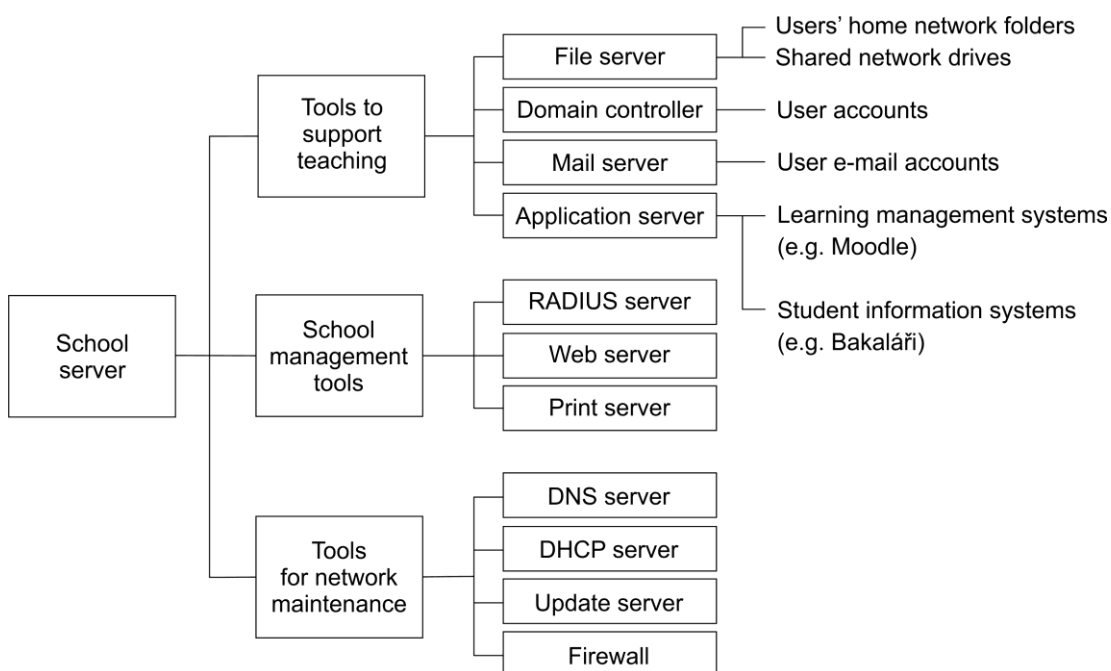 Users’ home network folders
File server
Shared network drives
Tools to
support
teaching
Domain controller
User accounts
Mail server
User e-mail accounts
Application server
Learning management systems
(e.g. Moodle)
Student information systems
(e.g. Bakaláři)
School
server
School
management
tools
RADIUS server
Web server
Print server
Tools
for network
maintenance
DNS server
DHCP server
Update server
Firewall